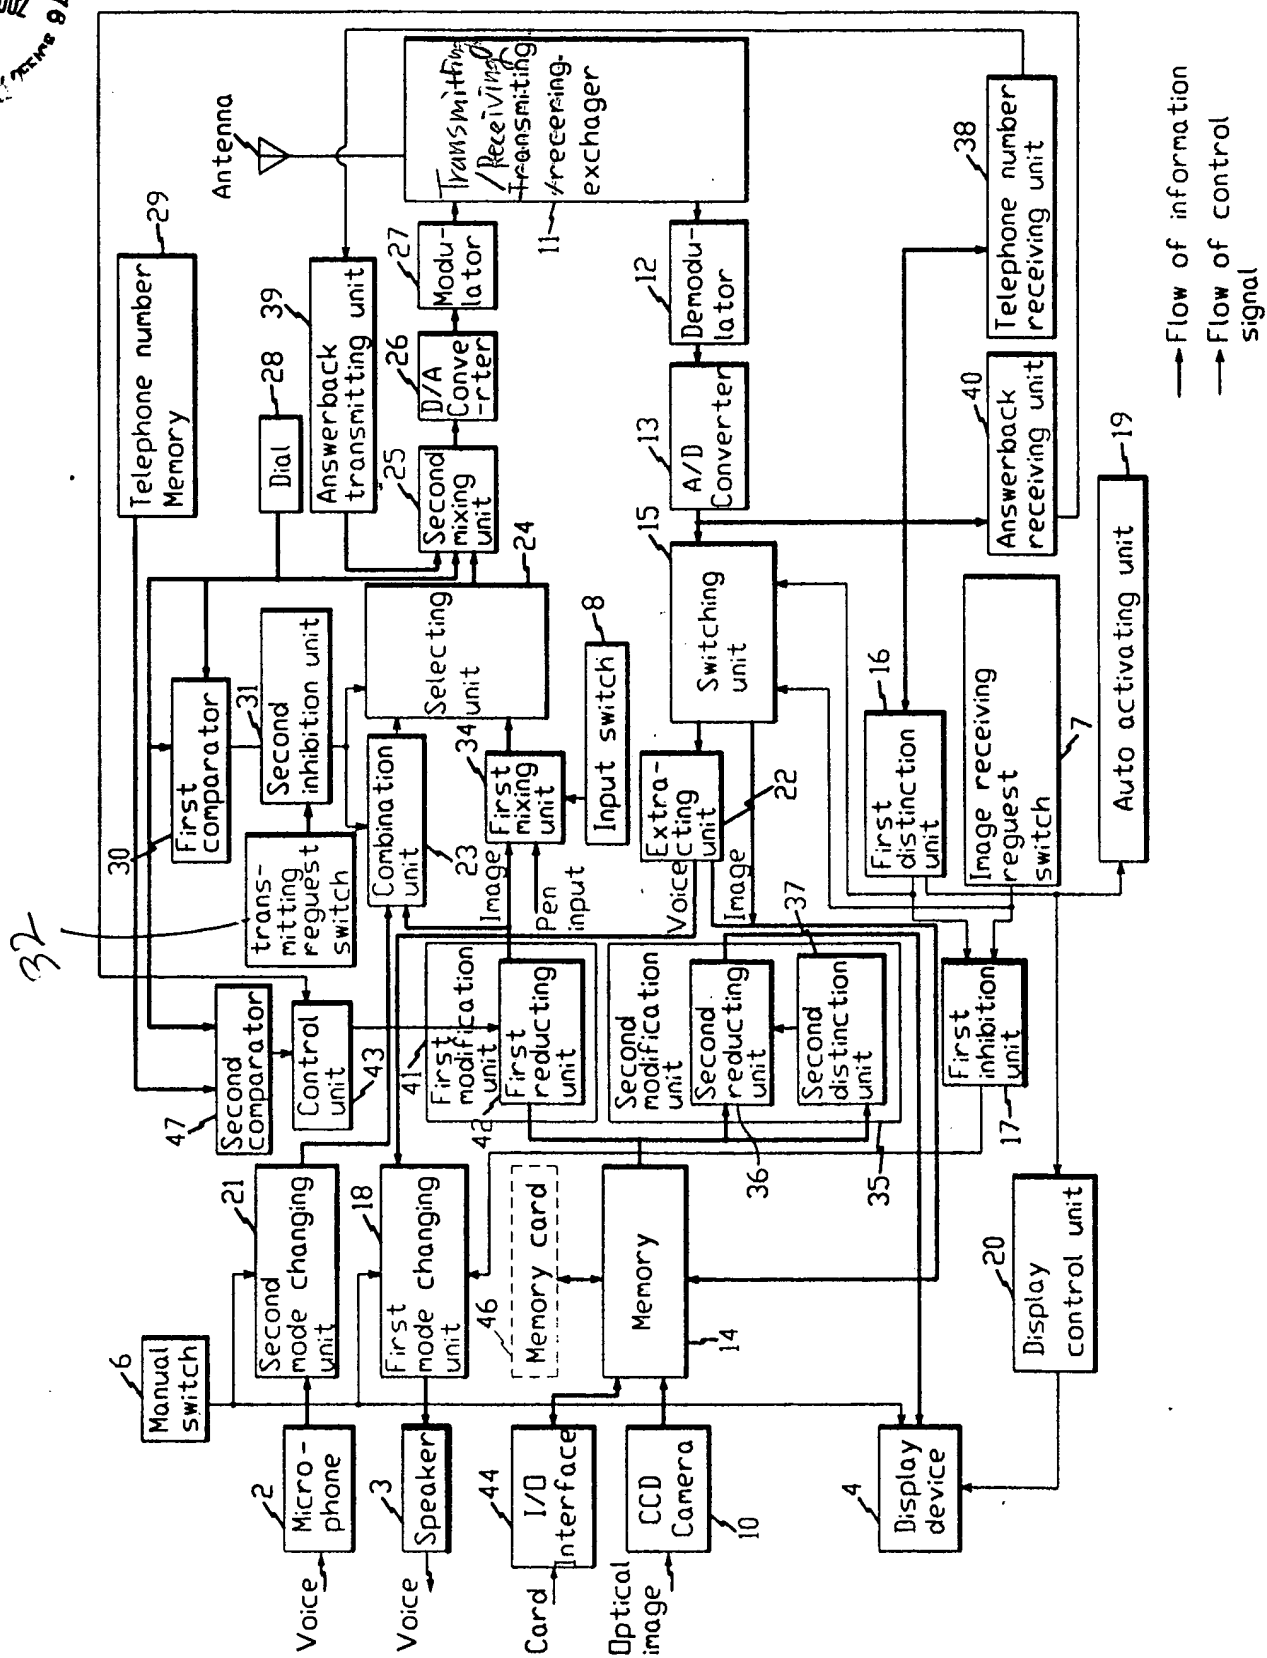 Antenna
Transmitting
/Receiving
Transmiting
/recering-
exchager
11
Telephone number
Memory
29
Dial
28
Answerback
transmitting unit
39
Modu-
lator
27
D/A
Conve
-rter
26
Second
mixing
unit
25
Selecting
unit
24
First
comparator
30
Second
inhibition unit
31
trans-
mitting
reguest
switch
32
Combination
unit
23
First
mixing
unit
34
Input switch
8
Image
Pen
input
Second
comparator
47
Control
unit
43
First
modification
unit
41
First
reducting
unit
42
Demodu-
lator
12
A/D
Converter
13
Switching
unit
15
Extra-
cting
unit
22
Voice
Image
Telephone number
receiving unit
38
Answerback
receiving unit
40
First
distinction
unit
16
Image receiving
reguest
switch
7
Auto activating unit
19
Second
modification
unit
Second
reducting
unit
36
Second
distinction
unit
37
35
First
inhibition
unit
17
Manual
switch
6
Second
mode changing
unit
21
First
mode changing
unit
18
Memory card
46
Memory
14
Display
control unit
20
Voice
Micro-
phone
2
Voice
Speaker
3
Card
I/O
Interface
44
Optical
image
CCD
Camera
10
Display
device
4
Flow of information
Flow of control
signal